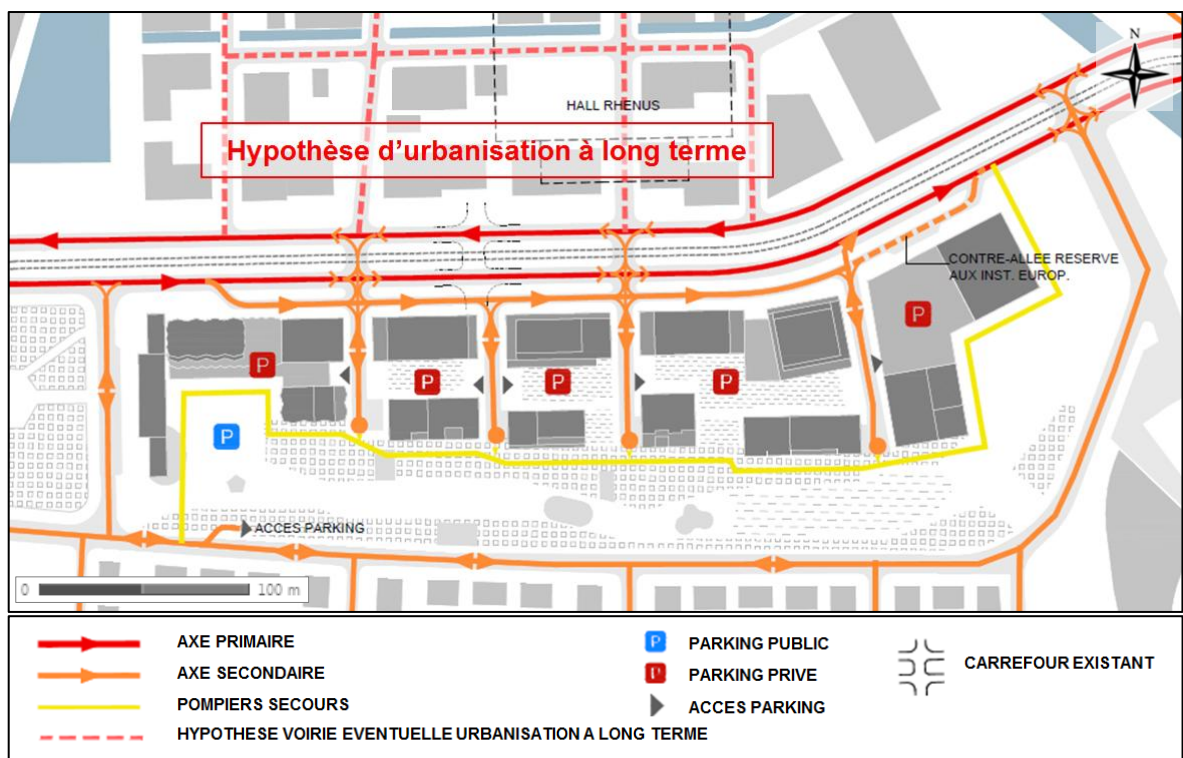 N
HALL RHENUS
Hypothèse d’urbanisation à long terme
CONTRE-ALLEE RESERVE
AUX INST. EUROP.
P
P
P
P
P
P
ACCES PARKING
0 100 m
AXE PRIMAIRE
AXE SECONDAIRE
POMPIERS SECOURS
HYPOTHESE VOIRIE EVENTUELLE URBANISATION A LONG TERME
P PARKING PUBLIC
P PARKING PRIVE
ACCES PARKING
CARREFOUR EXISTANT